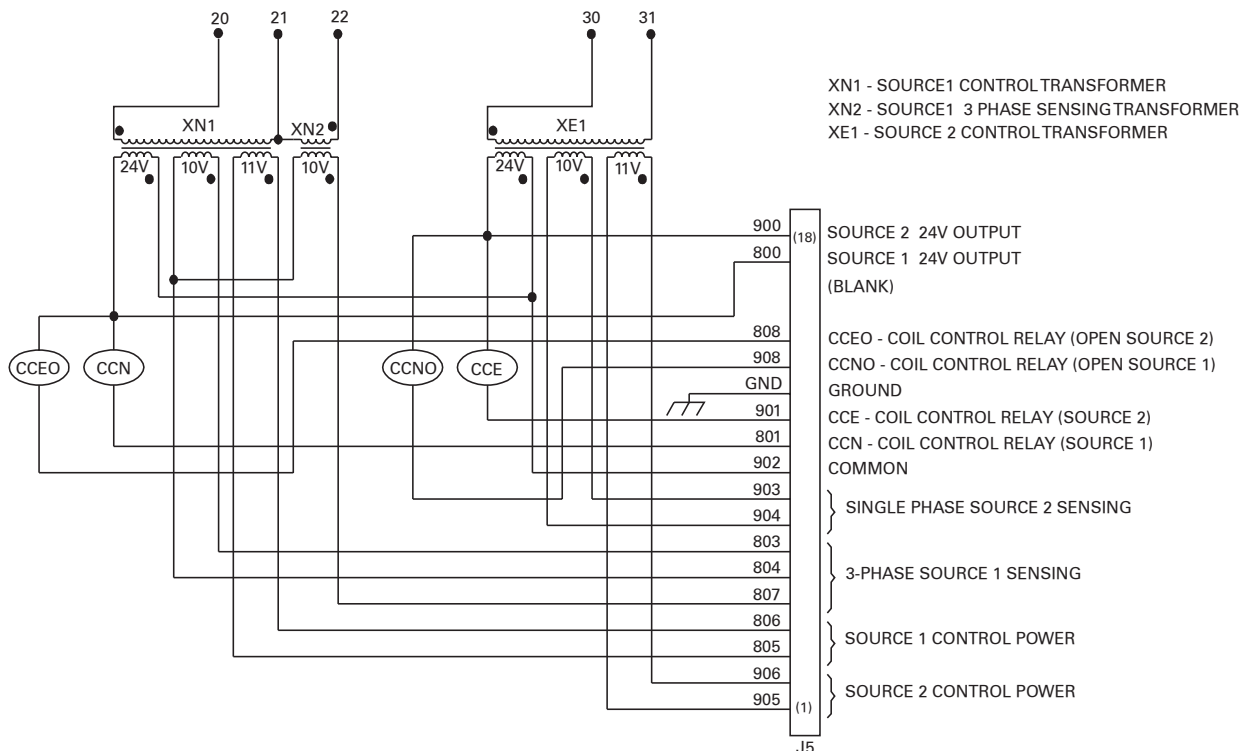 20 21 22 30 31
XN1 - SOURCE1 CONTROL TRANSFORMER
XN2 - SOURCE1 3 PHASE SENSING TRANSFORMER
XE1 - SOURCE 2 CONTROL TRANSFORMER
XN1 XN2 XE1
24V 10V 11V 10V 24V 10V 11V
900 (18) SOURCE 2 24V OUTPUT
800 SOURCE 1 24V OUTPUT
(BLANK)
808 CCEO - COIL CONTROL RELAY (OPEN SOURCE 2)
CCEO CCN CCNO CCE
908 CCNO - COIL CONTROL RELAY (OPEN SOURCE 1)
GND GROUND
901 CCE - COIL CONTROL RELAY (SOURCE 2)
801 CCN - COIL CONTROL RELAY (SOURCE 1)
902 COMMON
903
SINGLE PHASE SOURCE 2 SENSING
904
803
804 3-PHASE SOURCE 1 SENSING
807
806
SOURCE 1 CONTROL POWER
805
906
SOURCE 2 CONTROL POWER
905 (1)
J5